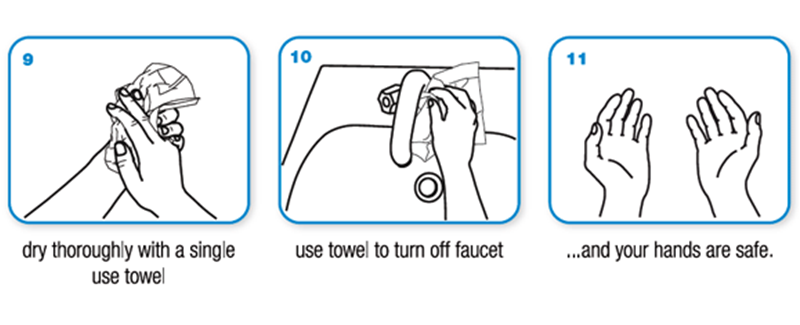 9
10
11
dry thoroughly with a single
use towel
use towel to turn off faucet
...and your hands are safe.